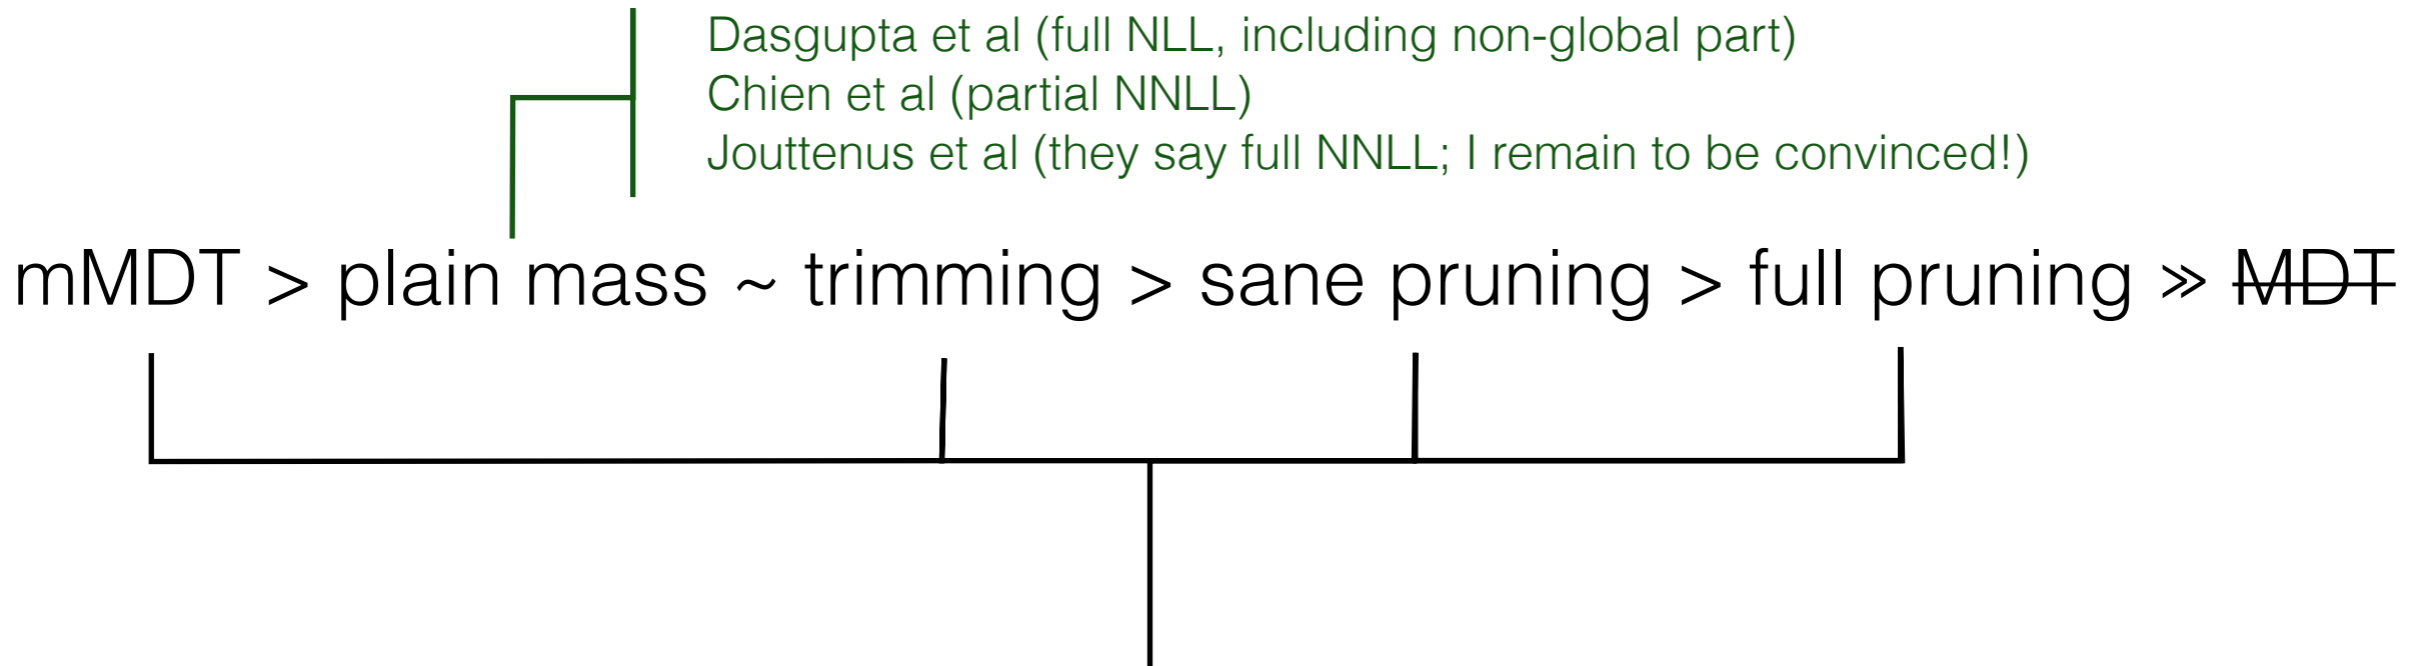 Dasgupta et al (full NLL, including non-global part)
Chien et al (partial NNLL)
Jouttenus et al (they say full NNLL; I remain to be convinced!)
mMDT > plain mass ~ trimming > sane pruning > full pruning ≫ MDT